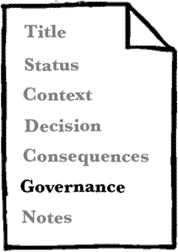 Title
Status
Context
Decision
Consequences
Governance
Notes